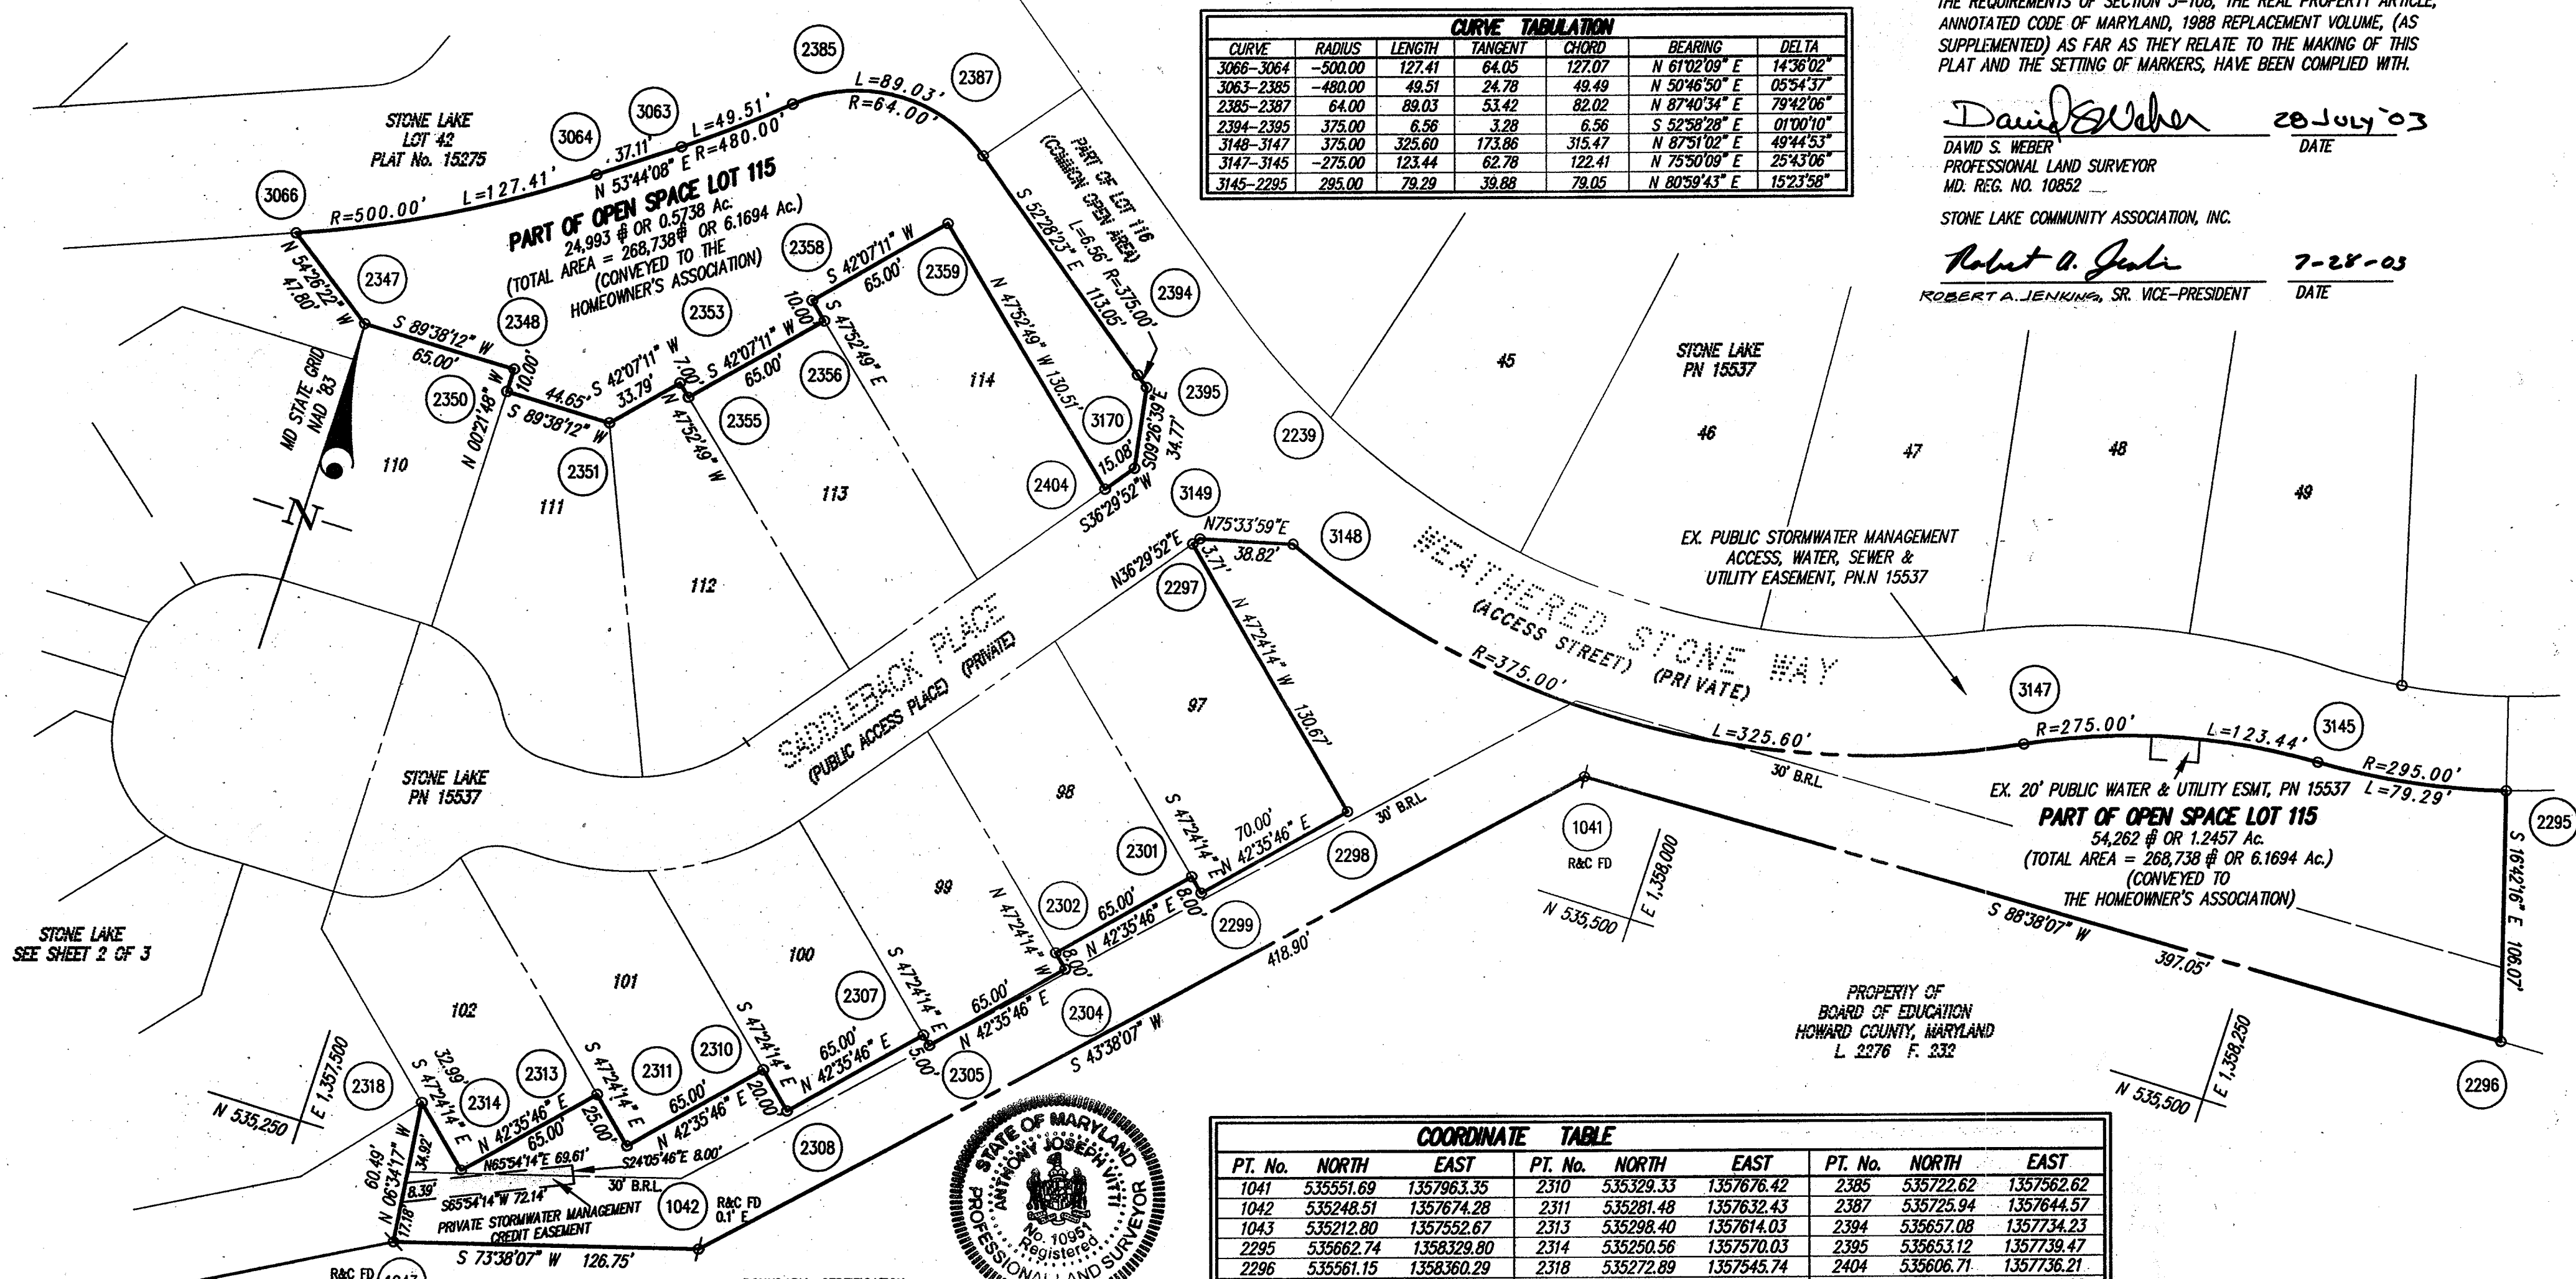 THE REQUIREMENTS OF SECTION 3-108, THE REAL PROPERTY ARTICLE,
ANNOTATED CODE OF MARYLAND, 1988 REPLACEMENT VOLUME, (AS
SUPPLEMENTED) AS FAR AS THEY RELATE TO THE MAKING OF THIS
PLAT AND THE SETTING OF MARKERS, HAVE BEEN COMPLIED WITH.
David S Weber 28 JULY '03
DAVID S. WEBER DATE
PROFESSIONAL LAND SURVEYOR
MD. REG. NO. 10852
STONE LAKE COMMUNITY ASSOCIATION, INC.
Robert A. Jenkins 7-28-03
ROBERT A. JENKINS, SR. VICE-PRESIDENT DATE
CURVE TABULATION
CURVE RADIUS LENGTH TANGENT CHORD BEARING DELTA
3066-3064 -500.00 127.41 64.05 127.07 N 61°02'09" E 14°36'02"
3063-2385 -480.00 49.51 24.78 49.49 N 50°46'50" E 05°54'37"
2385-2387 64.00 89.03 53.42 82.02 N 87°40'34" E 79°42'06"
2394-2395 375.00 6.56 3.28 6.56 S 52°58'28" E 01°00'10"
3148-3147 375.00 325.60 173.86 315.47 N 87°51'02" E 49°44'53"
3147-3145 -275.00 123.44 62.78 122.41 N 75°50'09" E 25°43'06"
3145-2295 295.00 79.29 39.88 79.05 N 80°59'43" E 15°23'58"
2385
L=89.03'
R=64.00'
2387
3063
L=49.51'
R=480.00'
3064
37.11'
N 53°44'08" E
STONE LAKE
LOT 42
PLAT No. 15275
3066
R=500.00'
L=127.41'
PART OF OPEN SPACE LOT 115
24,993 ⏍ OR 0.5738 Ac.
(TOTAL AREA = 268,738 ⏍ OR 6.1694 Ac.)
(CONVEYED TO THE
HOMEOWNER'S ASSOCIATION)
PART OF LOT 116
(COMMON OPEN AREA)
L=6.56' R=375.00'
S 52°28'23" E
113.05'
2394
2395
N 54°26'22" W
47.80'
2347
S 89°38'12" W
65.00'
2348
10.00'
N 00°21'48" W
2350
44.65'
S 89°38'12" W
2351
S 42°07'11" W
33.79'
2353
7.00'
N 47°52'49" W
2355
S 42°07'11" W
65.00'
2356
10.00'
S 47°52'49" E
2358
S 42°07'11" W
65.00'
2359
N 47°52'49" W 130.51'
114
3170
S09°26'39"E
34.77'
15.08'
S36°29'52"W
2404
MD STATE GRID
NAD '83
N
110
111
112
113
2239
45
46
47
48
49
STONE LAKE
PN 15537
3149
N75°33'59"E
38.82'
3148
N36°29'52"E
3.71'
2297
N 47°24'14" W
130.67'
EX. PUBLIC STORMWATER MANAGEMENT
ACCESS, WATER, SEWER &
UTILITY EASEMENT, PN.N 15537
WEATHERED STONE WAY
(ACCESS STREET) (PRIVATE)
SADDLEBACK PLACE
(PUBLIC ACCESS PLACE) (PRIVATE)
R=375.00'
L=325.60'
30' B.R.L.
3147
R=275.00'
L=123.44'
3145
R=295.00'
L=79.29'
2295
EX. 20' PUBLIC WATER & UTILITY ESMT, PN 15537
PART OF OPEN SPACE LOT 115
54,262 ⏍ OR 1.2457 Ac.
(TOTAL AREA = 268,738 ⏍ OR 6.1694 Ac.)
(CONVEYED TO
THE HOMEOWNER'S ASSOCIATION)
S 16°42'16" E 106.07'
S 88°38'07" W
397.05'
2296
STONE LAKE
PN 15537
97
98
99
100
101
102
1041
R&C FD
N 535,500
E 1,358,000
30' B.R.L.
2298
70.00'
N 42°35'46" E
S 47°24'14" E
8.00'
2299
2301
65.00'
N 42°35'46" E
2302
N 47°24'14" W
8.00'
2304
65.00'
N 42°35'46" E
2305
5.00'
S 47°24'14" E
2307
65.00'
N 42°35'46" E
2308
20.00'
S 47°24'14" E
2310
65.00'
N 42°35'46" E
2311
25.00'
S 47°24'14" E
2313
N 42°35'46" E
65.00'
2314
32.99'
S 47°24'14" E
2318
418.90'
S 43°38'07" W
STONE LAKE
SEE SHEET 2 OF 3
N 535,250
E 1,357,500
60.49'
N 06°34'17" W
34.92'
8.39'
17.18'
N65°54'14"E 69.61'
S24°05'46"E 8.00'
S65°54'14"W 72.14'
30' B.R.L.
PRIVATE STORMWATER MANAGEMENT
CREDIT EASEMENT
1042
R&C FD
0.1' E
S 73°38'07" W 126.75'
R&C FD
PROPERTY OF
BOARD OF EDUCATION
HOWARD COUNTY, MARYLAND
L. 2276 F. 232
N 535,500
E 1,358,250
STATE OF MARYLAND
ANTHONY JOSEPH VITTI
No. 10951
Registered
PROFESSIONAL LAND SURVEYOR
COORDINATE TABLE
PT. No. NORTH EAST PT. No. NORTH EAST PT. No. NORTH EAST
1041 535551.69 1357963.35 2310 535329.33 1357676.42 2385 535722.62 1357562.62
1042 535248.51 1357674.28 2311 535281.48 1357632.43 2387 535725.94 1357644.57
1043 535212.80 1357552.67 2313 535298.40 1357614.03 2394 535657.08 1357734.23
2295 535662.74 1358329.80 2314 535250.56 1357570.03 2395 535653.12 1357739.47
2296 535561.15 1358360.29 2318 535272.89 1357545.74 2404 535606.71 1357736.21